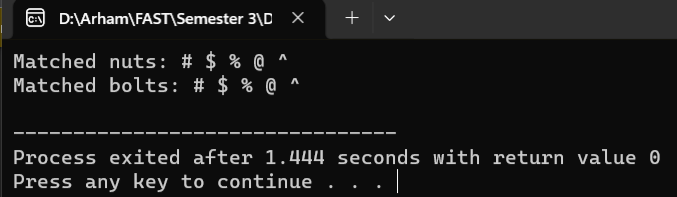 D:\Arham\FAST\Semester 3\D
Matched nuts: # $ % @ ^
Matched bolts: # $ % @ ^
--------------------------------
Process exited after 1.444 seconds with return value 0
Press any key to continue . . .